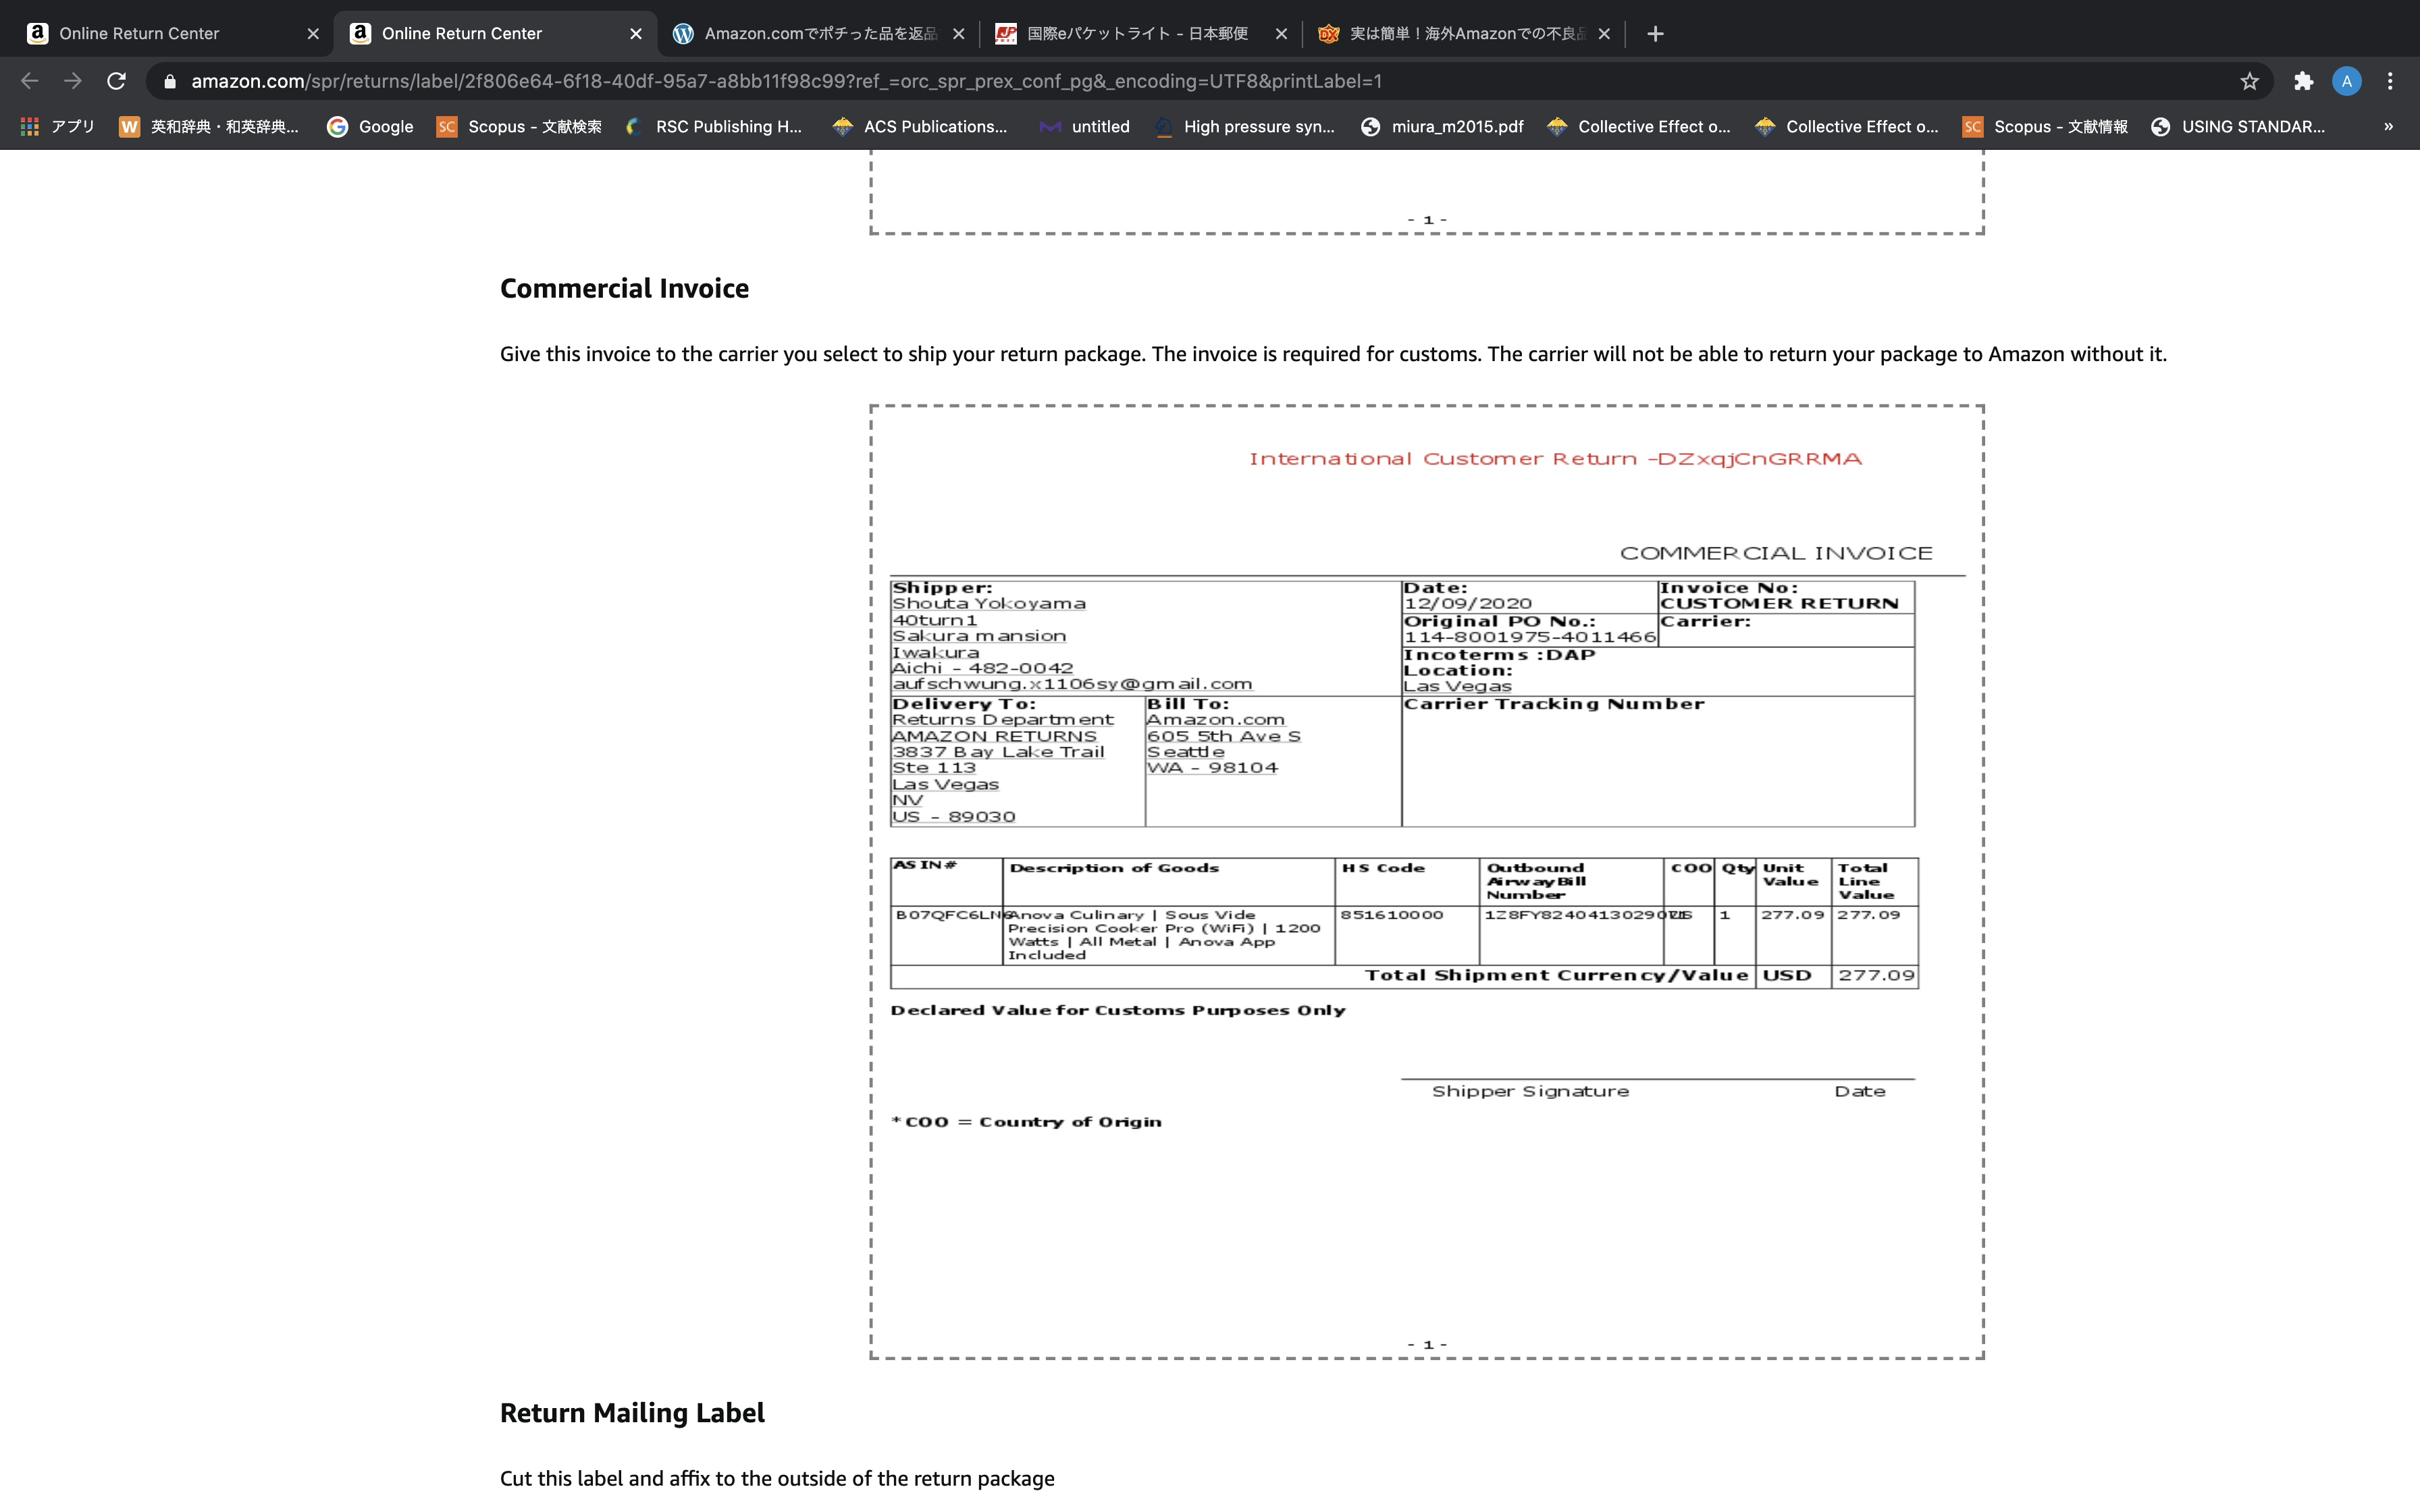 Online Return Center
Online Return Center
Amazon.comでポチった品を返品
国際eパケットライト - 日本郵便
実は簡単！海外Amazonでの不良品
amazon.com/spr/returns/label/2f806e64-6f18-40df-95a7-a8bb11f98c99?ref_=orc_spr_prex_conf_pg&_encoding=UTF8&printLabel=1
A
アプリ
英和辞典・和英辞典...
Google
Scopus - 文献検索
RSC Publishing H...
ACS Publications...
untitled
High pressure syn...
miura_m2015.pdf
Collective Effect o...
Collective Effect o...
Scopus - 文献情報
USING STANDAR...
- 1 -
Commercial Invoice
Give this invoice to the carrier you select to ship your return package. The invoice is required for customs. The carrier will not be able to return your package to Amazon without it.
International Customer Return -DZxqjCnGRRMA
COMMERCIAL INVOICE
Shipper:
Shouta Yokoyama
40turn1
Sakura mansion
Iwakura
Aichi - 482-0042
aufschwung.x1106sy@gmail.com
Date:
12/09/2020
Invoice No:
CUSTOMER RETURN
Original PO No.:
114-8001975-4011466
Carrier:
Incoterms :DAP
Location:
Las Vegas
Delivery To:
Returns Department
AMAZON RETURNS
3837 Bay Lake Trail
Ste 113
Las Vegas
NV
US - 89030
Bill To:
Amazon.com
605 5th Ave S
Seattle
WA - 98104
Carrier Tracking Number
ASIN#
Description of Goods
HS Code
Outbound
AirwayBill
Number
COO
Qty
Unit
Value
Total
Line
Value
B07QFC6LN6
Anova Culinary | Sous Vide
Precision Cooker Pro (WiFi) | 1200
Watts | All Metal | Anova App
Included
851610000
1
277.09
277.09
Total Shipment Currency/Value
USD
277.09
Declared Value for Customs Purposes Only
Shipper Signature
Date
*COO = Country of Origin
- 1 -
Return Mailing Label
Cut this label and affix to the outside of the return package